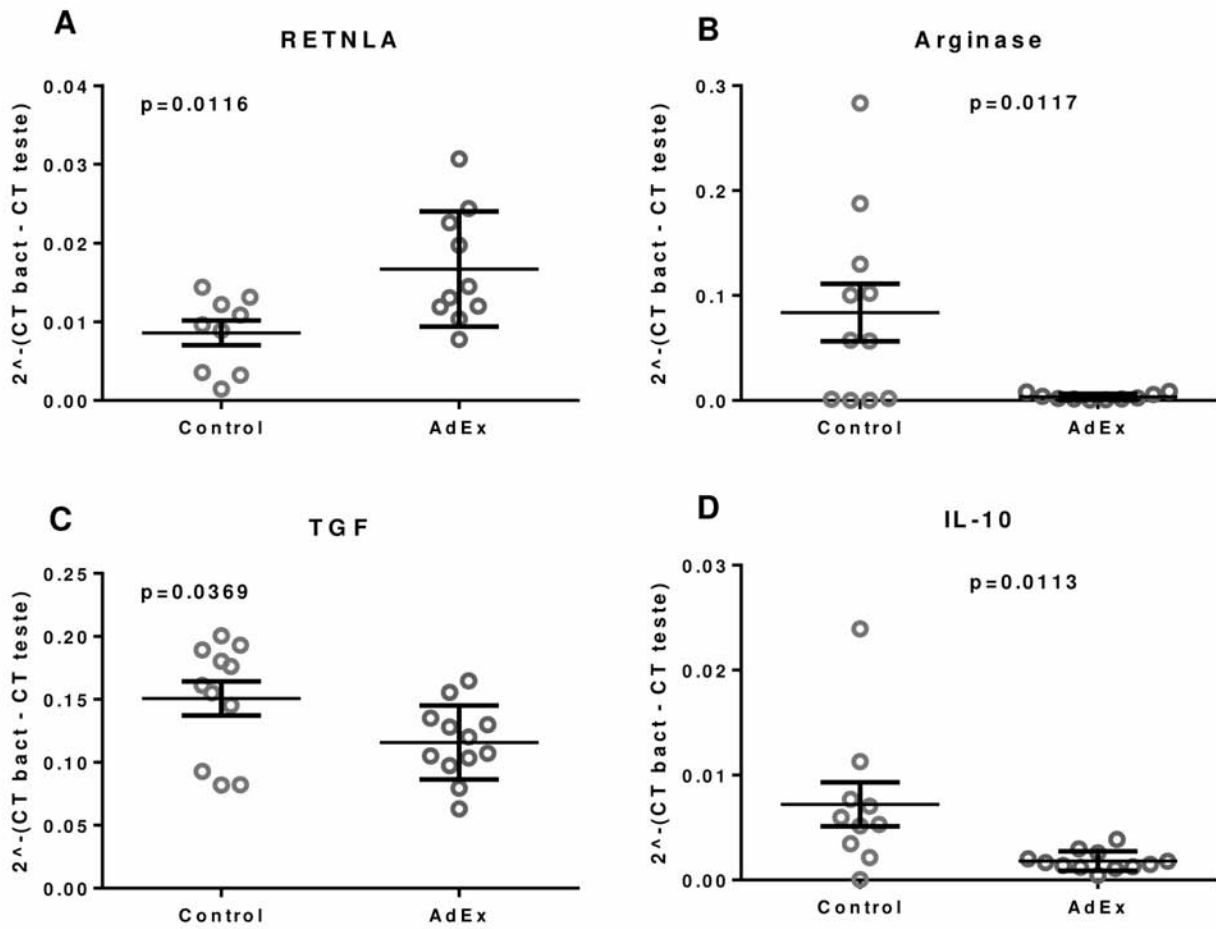 A
RETNLA
2^-(CT bact - CT teste)
0.04
0.03
0.02
0.01
0.00
p=0.0116
Control
AdEx
B
Arginase
2^-(CT bact - CT teste)
0.3
0.2
0.1
0.0
p=0.0117
Control
AdEx
C
TGF
2^-(CT bact - CT teste)
0.25
0.20
0.15
0.10
0.05
0.00
p=0.0369
Control
AdEx
D
IL-10
2^-(CT bact - CT teste)
0.03
0.02
0.01
0.00
p=0.0113
Control
AdEx